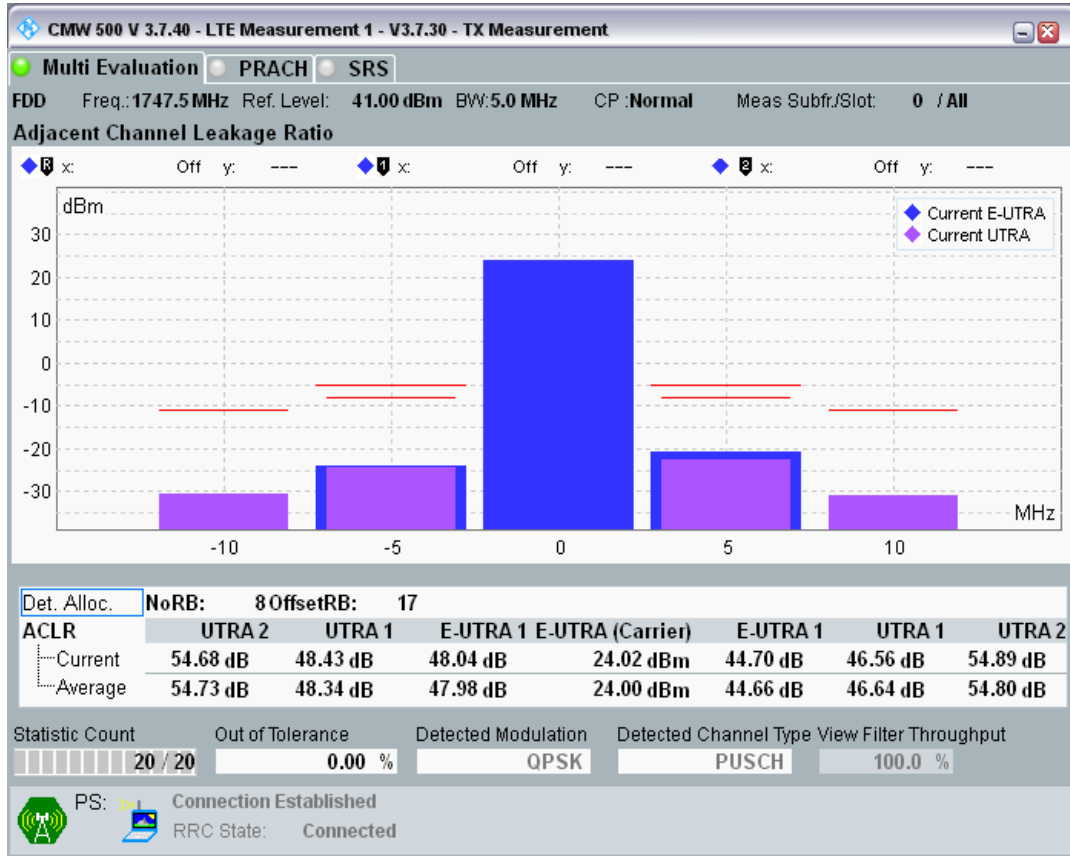 CMW 500 V 3.7.40 - LTE Measurement 1 - V3.7.30 - TX Measurement
Multi Evaluation PRACH SRS
FDD Freq.: 1747.5 MHz Ref. Level: 41.00 dBm BW: 5.0 MHz CP :Normal Meas Subfr./Slot: 0 / All
Adjacent Channel Leakage Ratio
R x: Off y: --- 1 x: Off y: --- 2 x: Off y: ---
dBm
Current E-UTRA
Current UTRA
30
20
10
0
-10
-20
-30
MHz
-10 -5 0 5 10
Det. Alloc. NoRB: 8 OffsetRB: 17
ACLR UTRA 2 UTRA 1 E-UTRA 1 E-UTRA (Carrier) E-UTRA 1 UTRA 1 UTRA 2
Current 54.68 dB 48.43 dB 48.04 dB 24.02 dBm 44.70 dB 46.56 dB 54.89 dB
Average 54.73 dB 48.34 dB 47.98 dB 24.00 dBm 44.66 dB 46.64 dB 54.80 dB
Statistic Count Out of Tolerance Detected Modulation Detected Channel Type View Filter Throughput
20 / 20 0.00 % QPSK PUSCH 100.0 %
PS: Connection Established
RRC State: Connected